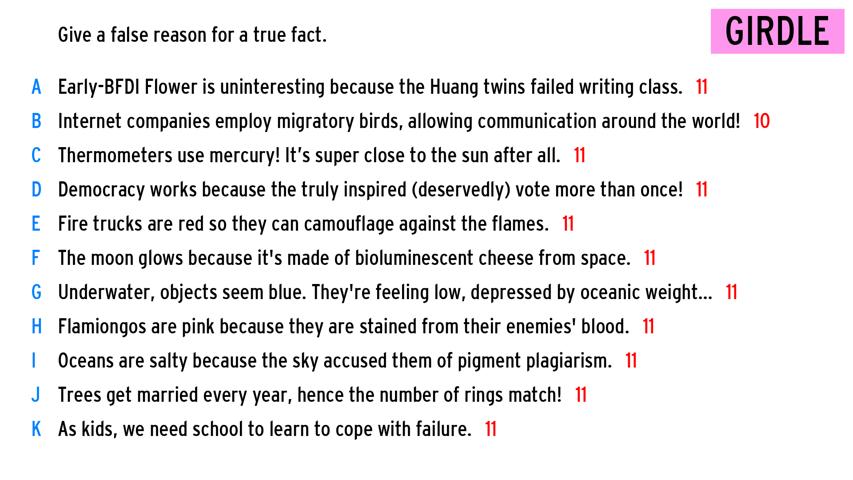 Give a false reason for a true fact.
GIRDLE
A Early-BFDI Flower is uninteresting because the Huang twins failed writing class. 11
B Internet companies employ migratory birds, allowing communication around the world! 10
C Thermometers use mercury! It's super close to the sun after all. 11
D Democracy works because the truly inspired (deservedly) vote more than once! 11
E Fire trucks are red so they can camouflage against the flames. 11
F The moon glows because it's made of bioluminescent cheese from space. 11
G Underwater, objects seem blue. They're feeling low, depressed by oceanic weight... 11
H Flamiongos are pink because they are stained from their enemies' blood. 11
I Oceans are salty because the sky accused them of pigment plagiarism. 11
J Trees get married every year, hence the number of rings match! 11
K As kids, we need school to learn to cope with failure. 11